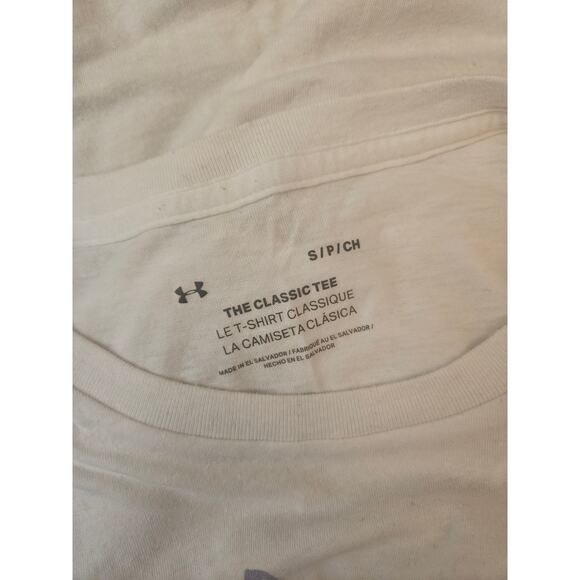 S/P/CH
THE CLASSIC TEE
LE T-SHIRT CLASSIQUE
LA CAMISETA CLÁSICA
MADE IN EL SALVADOR / FABRIQUÉ AU EL SALVADOR /
HECHO EN EL SALVADOR